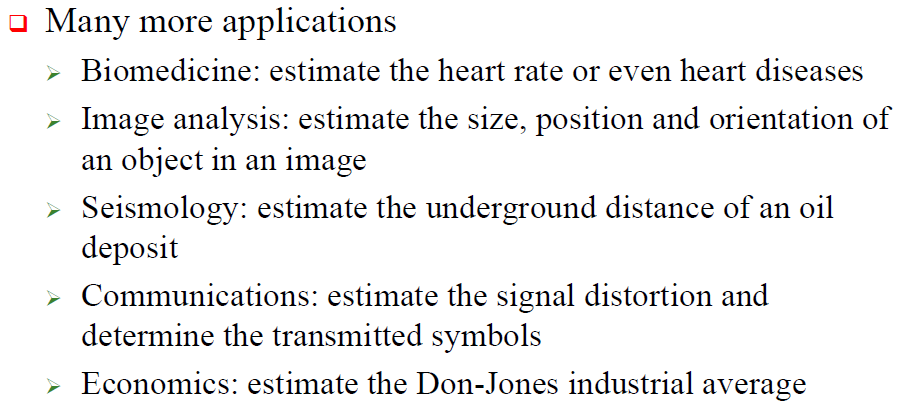 Many more applications
Biomedicine: estimate the heart rate or even heart diseases
Image analysis: estimate the size, position and orientation of
an object in an image
Seismology: estimate the underground distance of an oil
deposit
Communications: estimate the signal distortion and
determine the transmitted symbols
Economics: estimate the Don-Jones industrial average